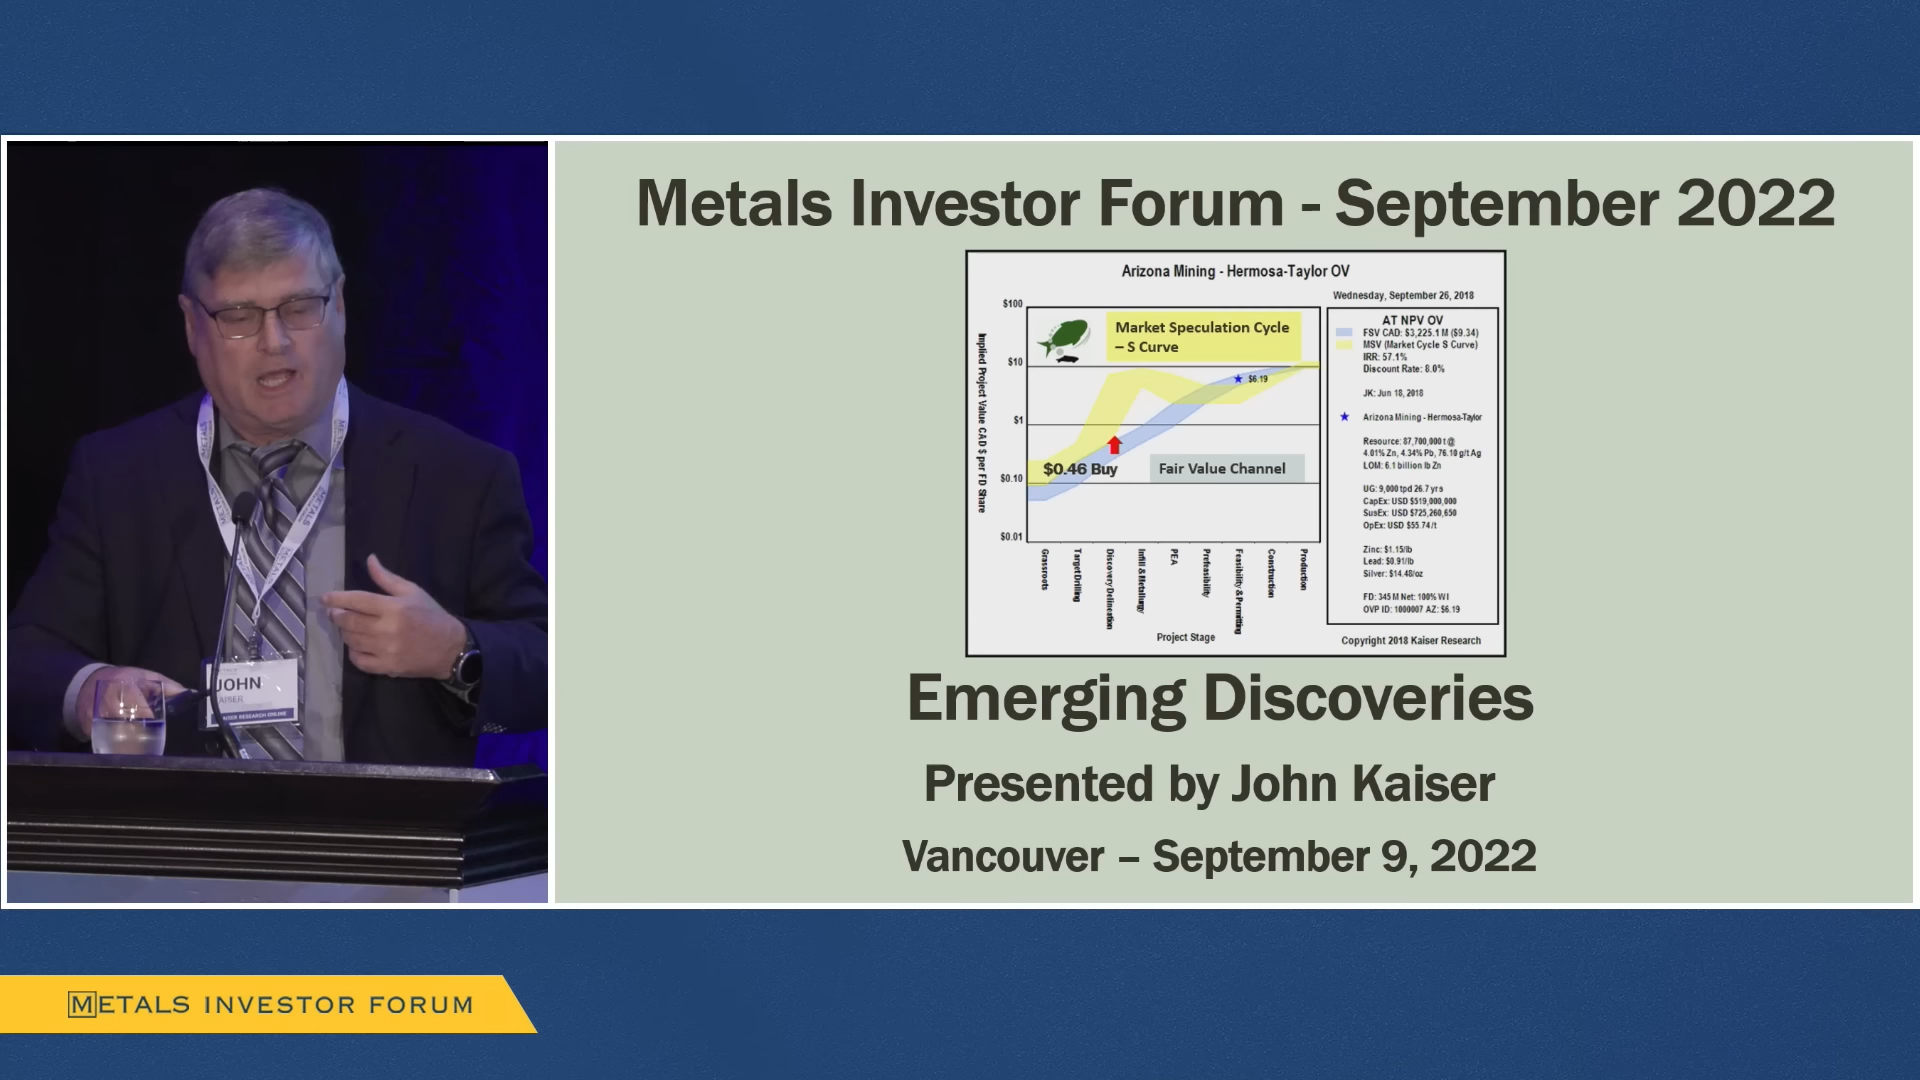 Metals Investor Forum - September 2022
Arizona Mining - Hermosa-Taylor OV
Wednesday, September 26, 2018
Implied Project Value CAD $ per FD Share
$100
$10
$1
$0.10
$0.01
Market Speculation Cycle
– S Curve
$6.19
$0.46 Buy
Fair Value Channel
Grassroots
Target Drilling
Discovery Delineation
Infill & Metallurgy
PEA
Prefeasibility
Feasibility & Permitting
Construction
Production
Project Stage
AT NPV OV
FSV CAD: $3,225.1 M ($9.34)
MSV (Market Cycle S Curve)
IRR: 57.1%
Discount Rate: 8.0%
JK: Jun 18, 2018
Arizona Mining - Hermosa-Taylor
Resource: 87,700,000 t @
4.01% Zn, 4.34% Pb, 76.10 g/t Ag
LOM: 6.1 billion lb Zn
UG: 9,000 tpd 26.7 yrs
CapEx: USD $519,000,000
SusEx: USD $725,260,650
OpEx: USD $55.74/t
Zinc: $1.15/lb
Lead: $0.91/lb
Silver: $14.48/oz
FD: 345 M Net: 100% WI
OVP ID: 1000007 AZ: $6.19
Copyright 2018 Kaiser Research
Emerging Discoveries
Presented by John Kaiser
Vancouver – September 9, 2022
JOHN
METALS INVESTOR FORUM